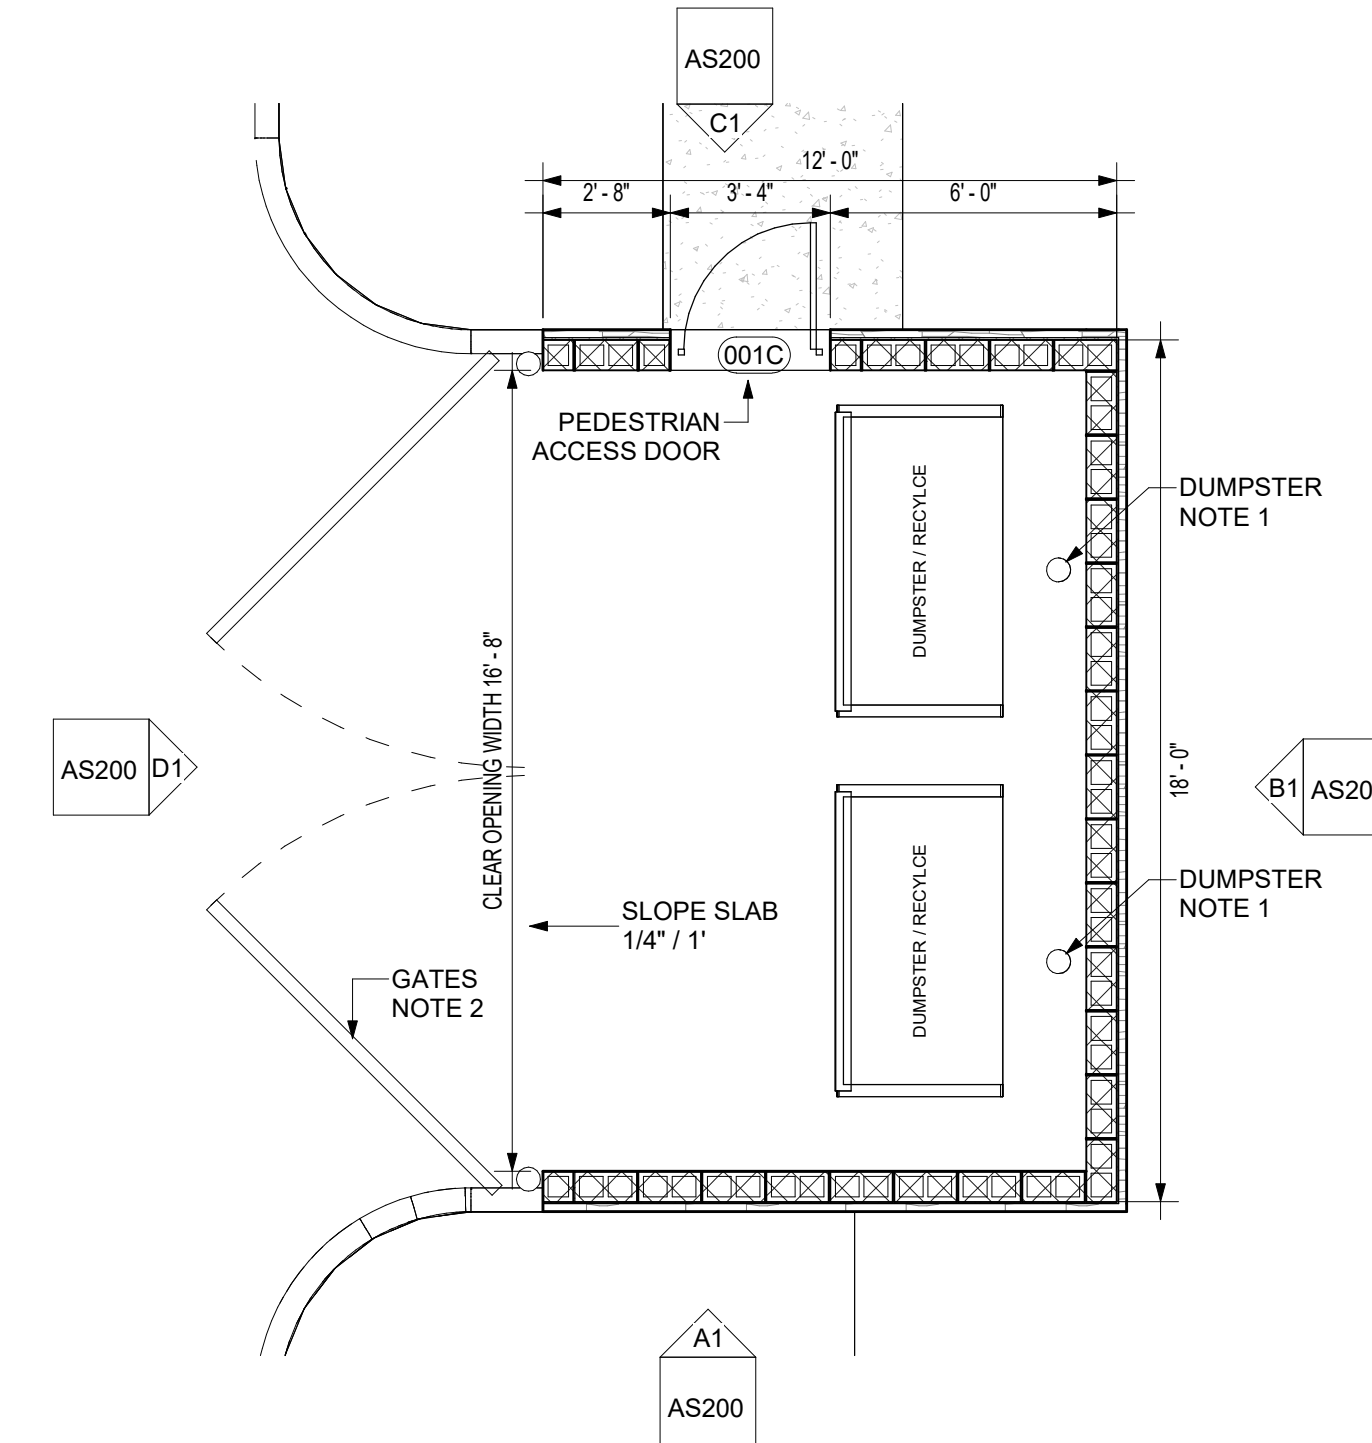 AS200
C1
12' - 0"
2' - 8"
3' - 4"
6' - 0"
001C
PEDESTRIAN
ACCESS DOOR
DUMPSTER / RECYLCE
DUMPSTER
NOTE 1
CLEAR OPENING WIDTH 16' - 8"
18' - 0"
AS200 D1
B1 AS20
DUMPSTER / RECYLCE
DUMPSTER
NOTE 1
SLOPE SLAB
1/4" / 1'
GATES
NOTE 2
A1
AS200